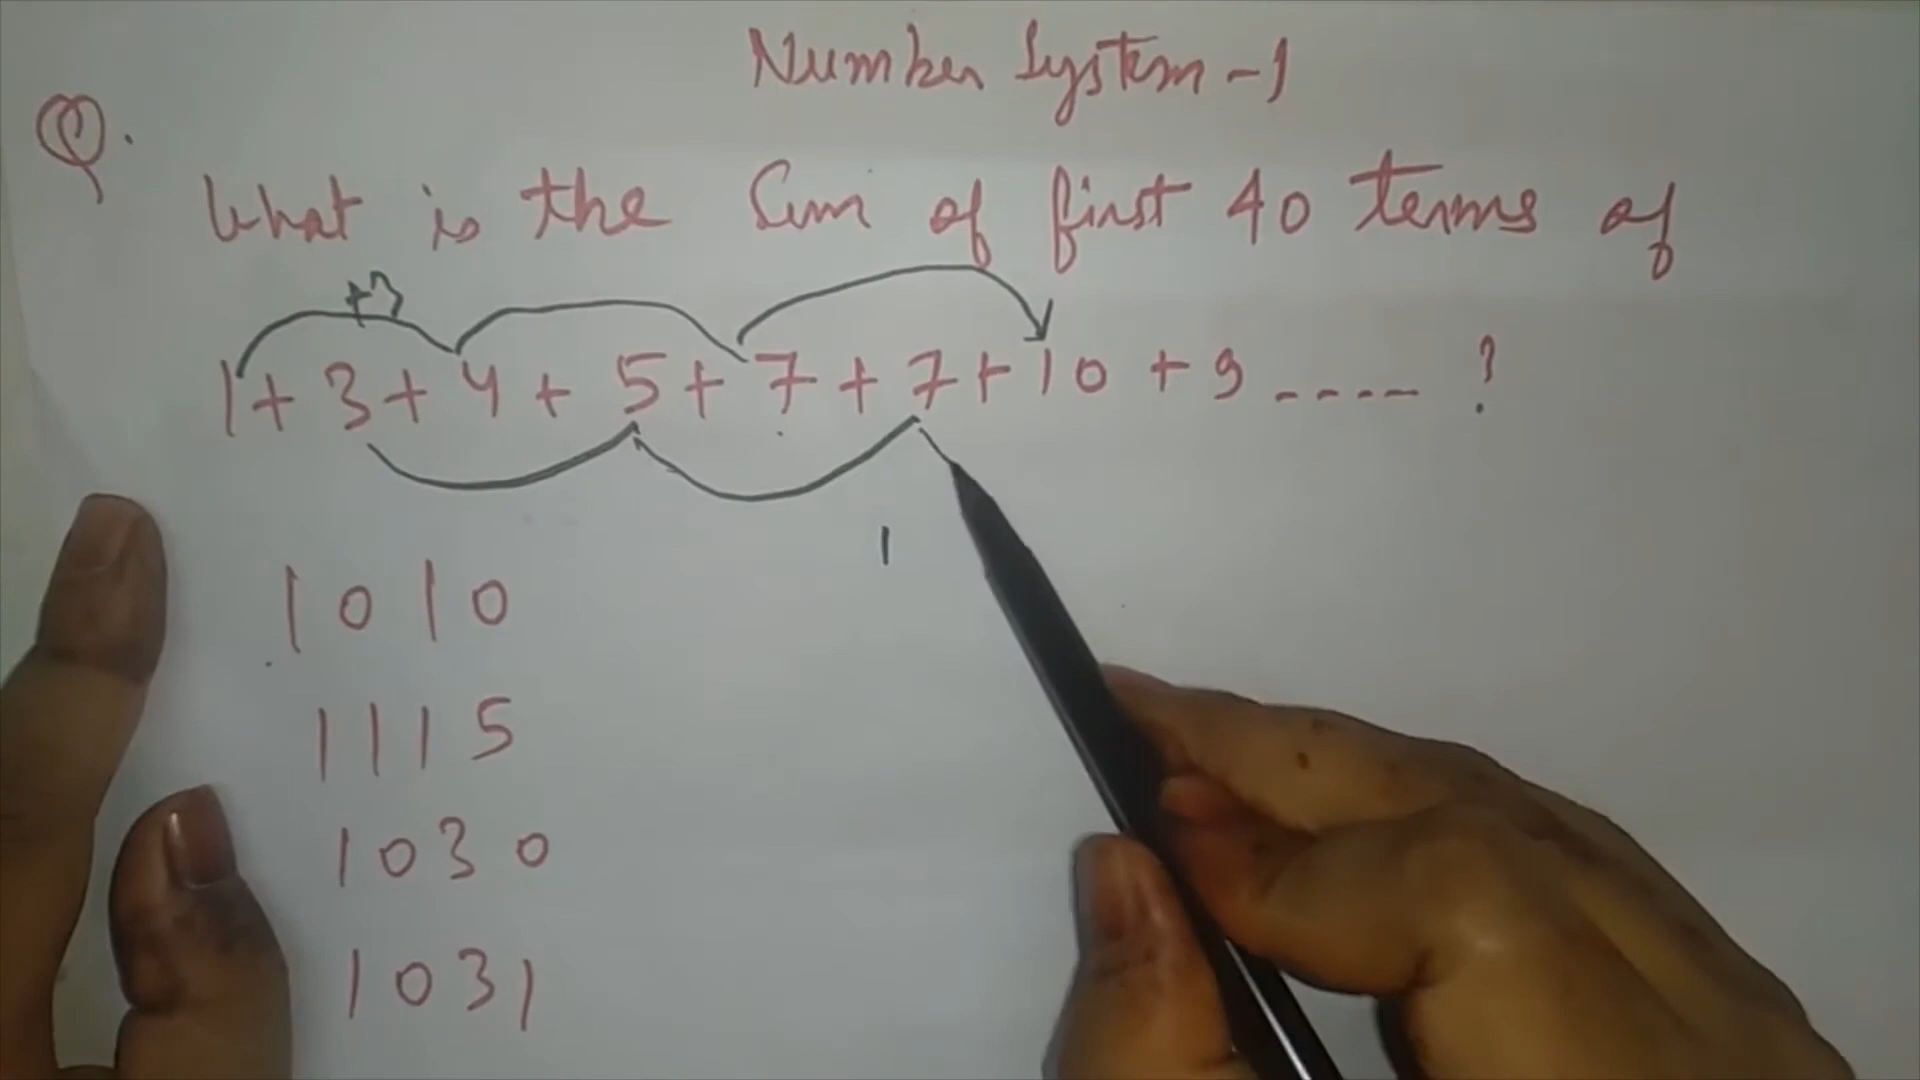 Number System - 1
Q.
What is the Sum of first 40 terms of
+3
1 + 3 + 4 + 5 + 7 + 7 + 10 + 9 ---- ?
1
1010
1115
1030
1031